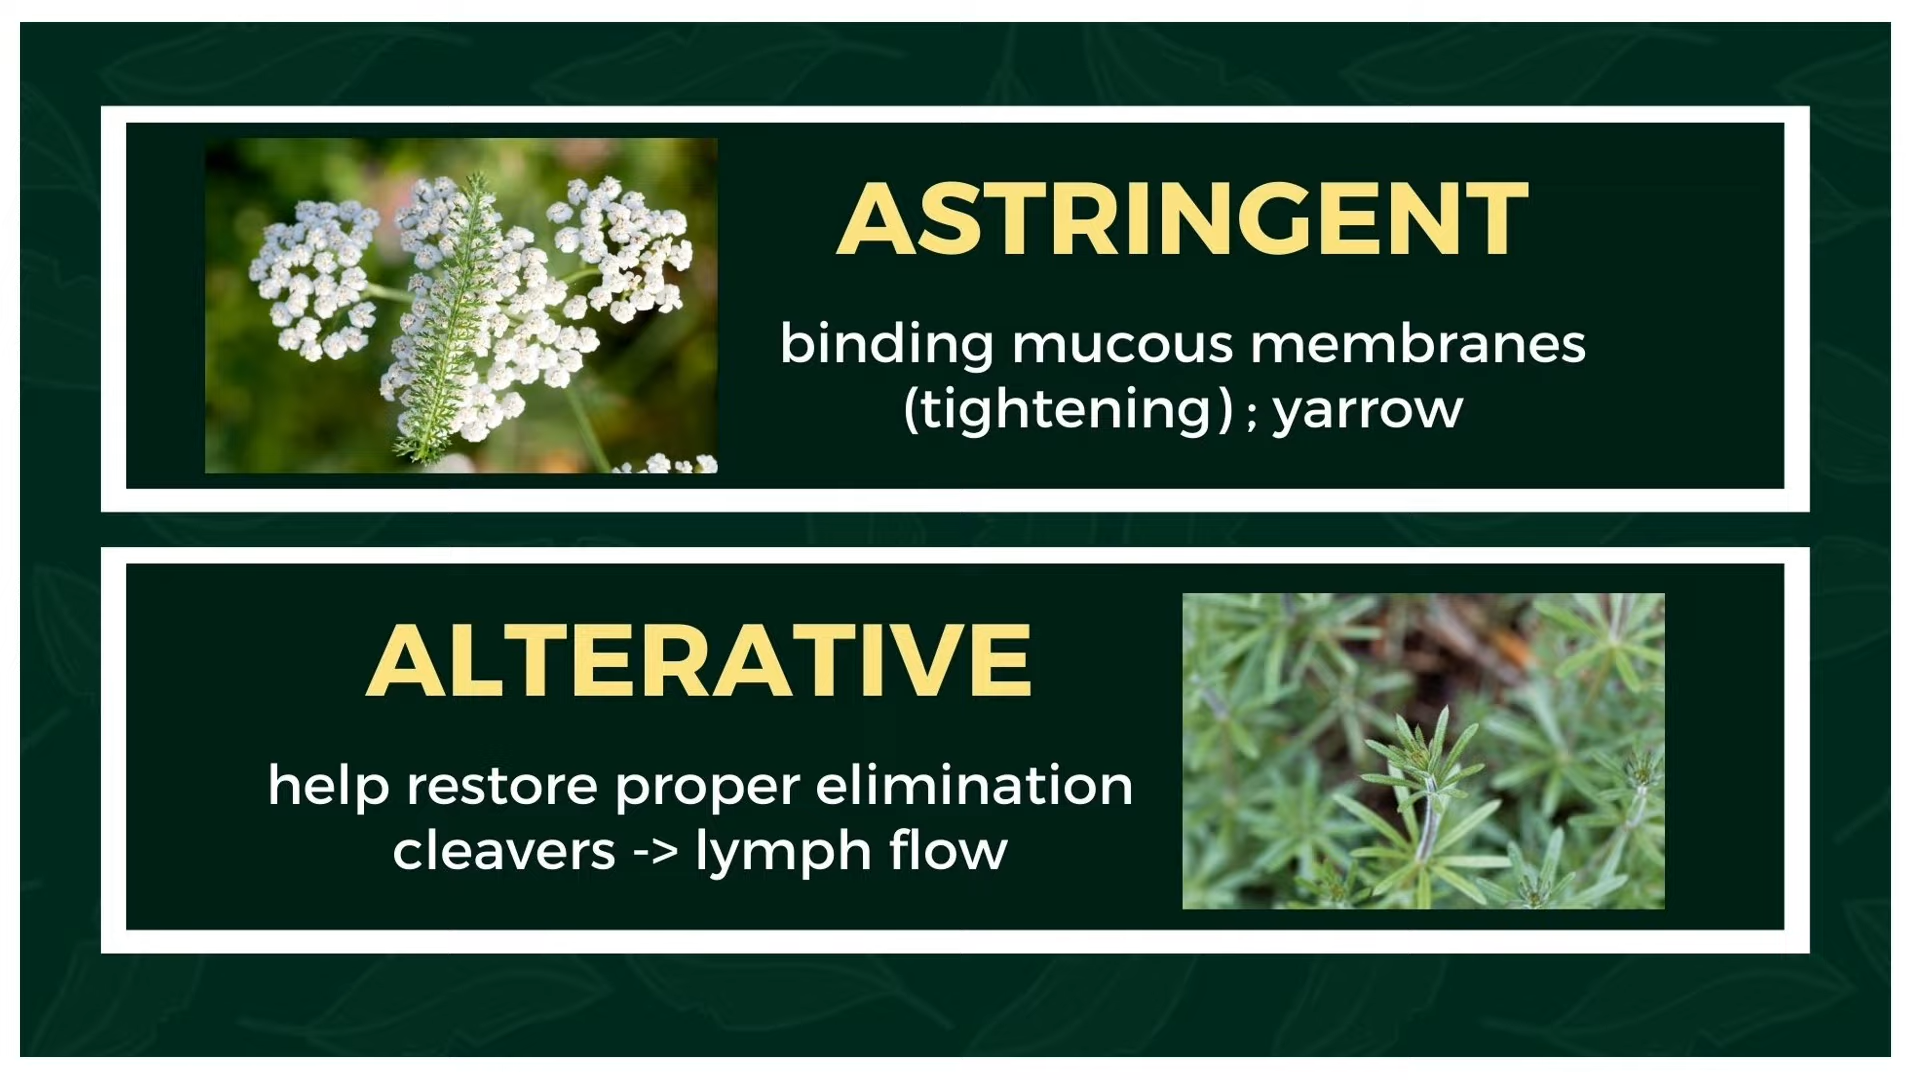 ASTRINGENT
binding mucous membranes
(tightening) ; yarrow
ALTERATIVE
help restore proper elimination
cleavers -> lymph flow